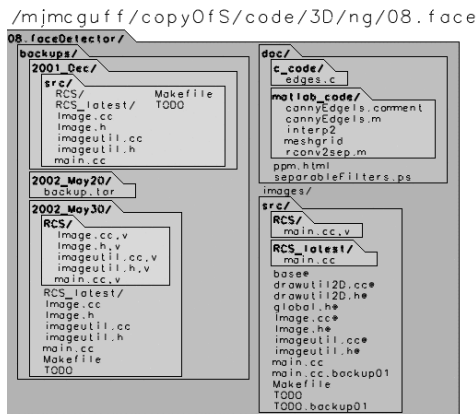 /mjmcguff/copyOfS/code/3D/ng/08.face
08.faceDetector/
backups/
2001_Dec/
src/
RCS/ Makefile
RCS_latest/ TODO
Image.cc
Image.h
imageutil.cc
imageutil.h
main.cc
2002_May20/
backup.tar
2002_May30/
RCS/
Image.cc,v
Image.h,v
imageutil.cc,v
imageutil.h,v
main.cc,v
RCS_latest/
Image.cc
Image.h
imageutil.cc
imageutil.h
main.cc
Makefile
TODO
doc/
c_code/
edges.c
matlab_code/
cannyEdgels.comment
cannyEdgels.m
interp2
meshgrid
rconv2sep.m
ppm.html
separableFilters.ps
images/
src/
RCS/
main.cc,v
RCS_latest/
main.cc
base@
drawutil2D.cc@
drawutil2D.h@
global.h@
Image.cc@
Image.h@
imageutil.cc@
imageutil.h@
main.cc
main.cc.backup01
Makefile
TODO
TODO.backup01